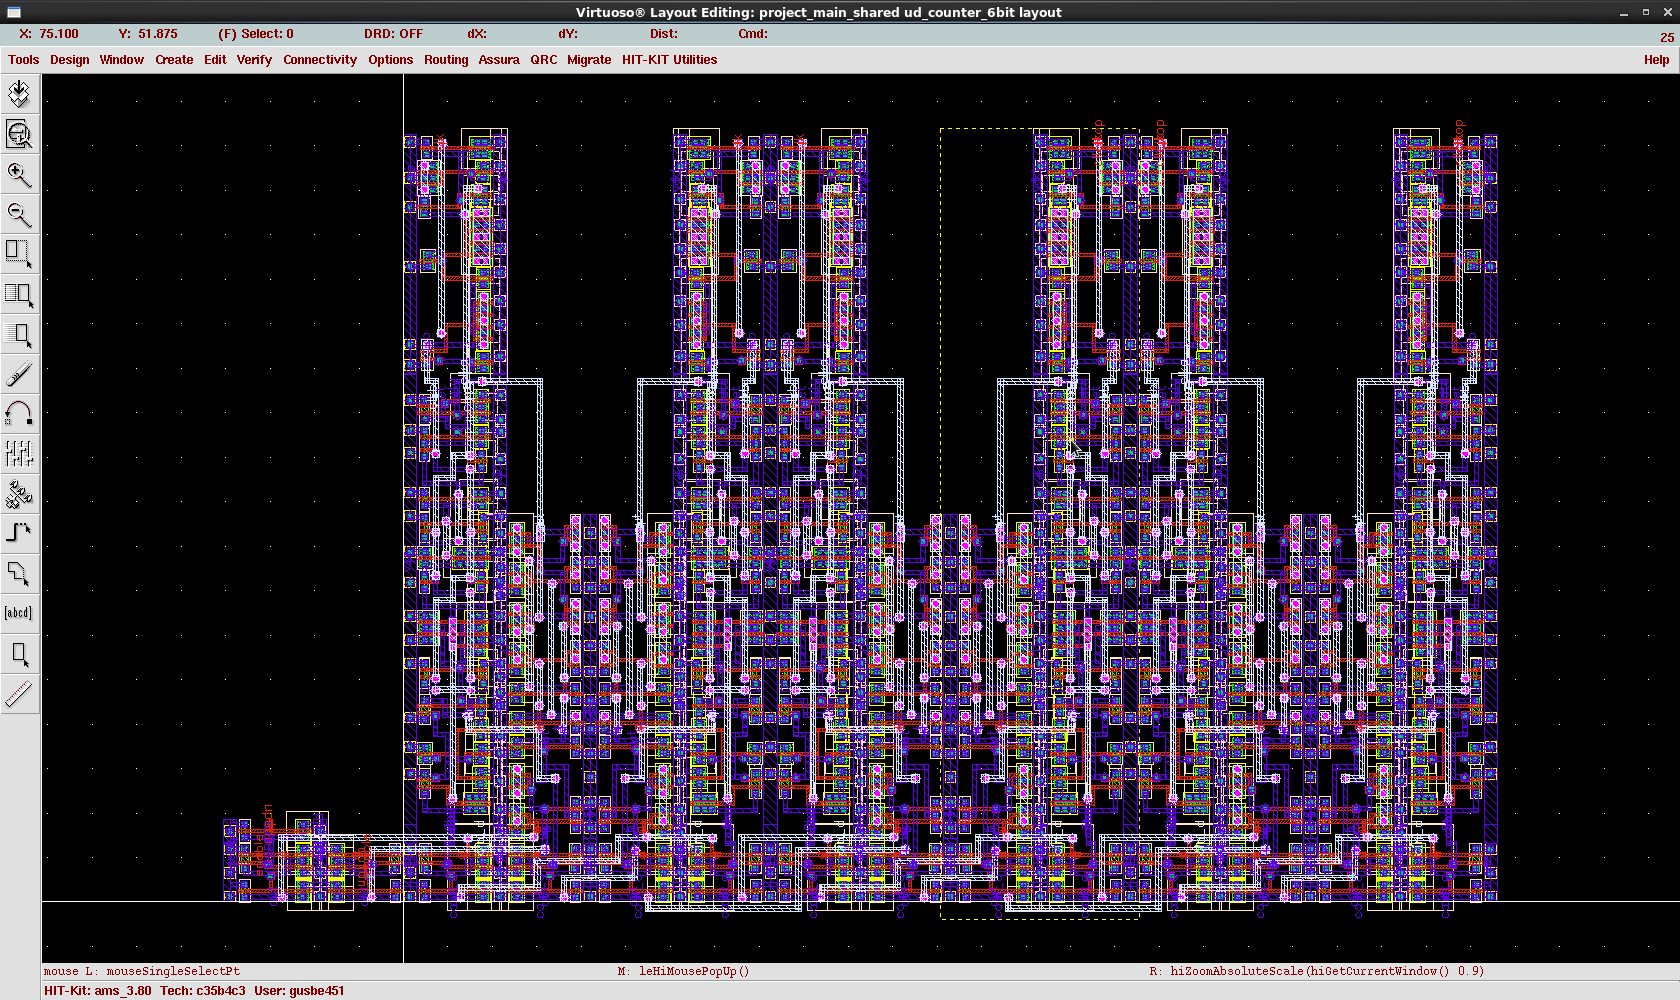 Virtuoso® Layout Editing: project_main_shared ud_counter_6bit layout
X: 75.100 Y: 51.875 (F) Select: 0 DRD: OFF dX: dY: Dist: Cmd:
25
Tools Design Window Create Edit Verify Connectivity Options Routing Assura QRC Migrate HIT-KIT Utilities Help
[abcd]
mouse L: mouseSingleSelectPt M: leHiMousePopUp() R: hiZoomAbsoluteScale(hiGetCurrentWindow() 0.9)
HIT-Kit: ams_3.80 Tech: c35b4c3 User: gusbe451